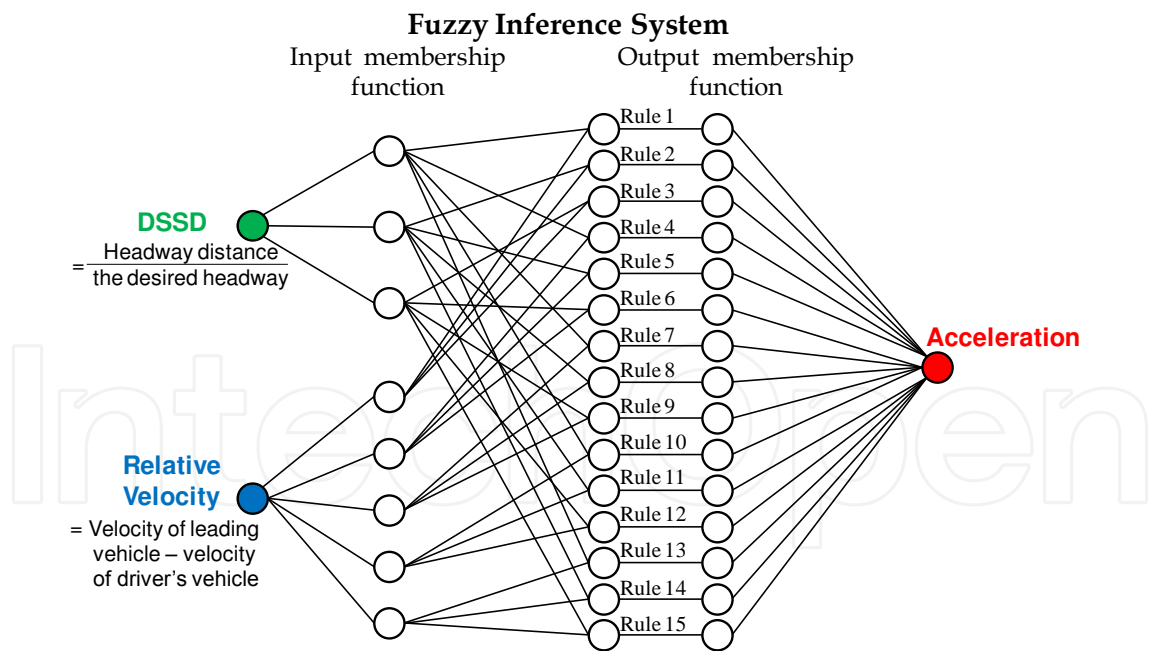 Fuzzy Inference System
Input membership
function
Output membership
function
Rule 1
Rule 2
Rule 3
Rule 4
Rule 5
Rule 6
Rule 7
Rule 8
Rule 9
Rule 10
Rule 11
Rule 12
Rule 13
Rule 14
Rule 15
DSSD
= Headway distance
the desired headway
Relative
Velocity
= Velocity of leading
vehicle – velocity
of driver's vehicle
Acceleration
IntechOpen